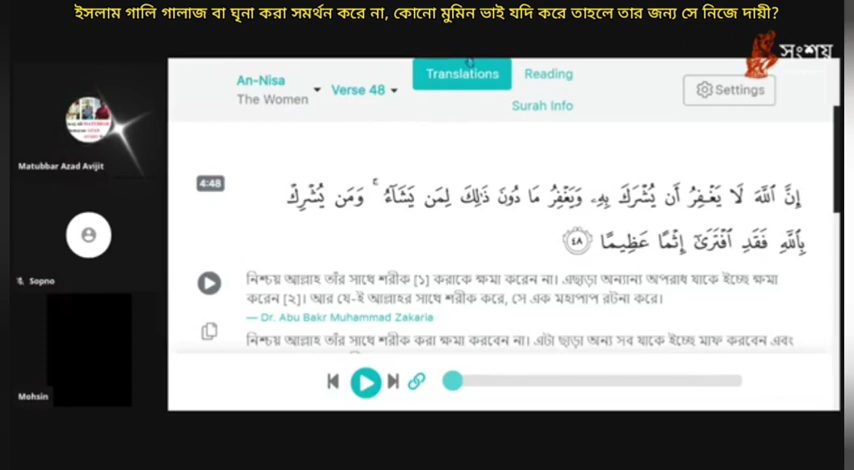 ইসলাম গালি গালাজ বা ঘৃনা করা সমর্থন করে না, কোনো মুমিন ভাই যদি করে তাহলে তার জন্য সে নিজে দায়ী?
সংশয়
An-Nisa
The Women
Verse 48
Translations
Reading
Surah Info
Settings
Matubbar Azad Avijit
Sopno
Mohsin
4:48
إِنَّ ٱللَّهَ لَا يَغْفِرُ أَن يُشْرَكَ بِهِۦ وَيَغْفِرُ مَا دُونَ ذَٰلِكَ لِمَن يَشَآءُ ۚ وَمَن يُشْرِكْ
بِٱللَّهِ فَقَدِ ٱفْتَرَىٰٓ إِثْمًا عَظِيمًا ٤٨
নিশ্চয় আল্লাহ তাঁর সাথে শরীক [১] করাকে ক্ষমা করেন না। এছাড়া অন্যান্য অপরাধ যাকে ইচ্ছে ক্ষমা
করেন [২]। আর যে-ই আল্লাহর সাথে শরীক করে, সে এক মহাপাপ রটনা করে।
— Dr. Abu Bakr Muhammad Zakaria
নিশ্চয় আল্লাহ তাঁর সাথে শরীক করা ক্ষমা করবেন না। এটা ছাড়া অন্য সব যাকে ইচ্ছে মাফ করবেন এবং